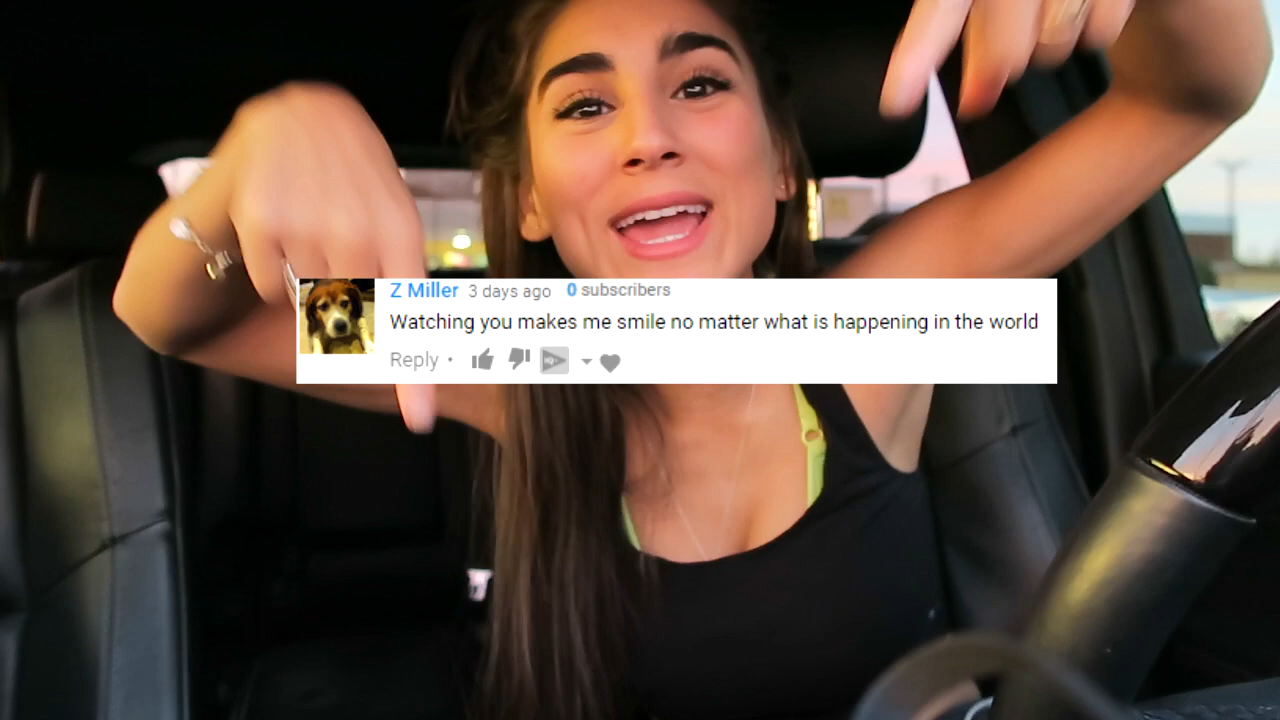 Z Miller 3 days ago 0 subscribers
Watching you makes me smile no matter what is happening in the world
Reply •